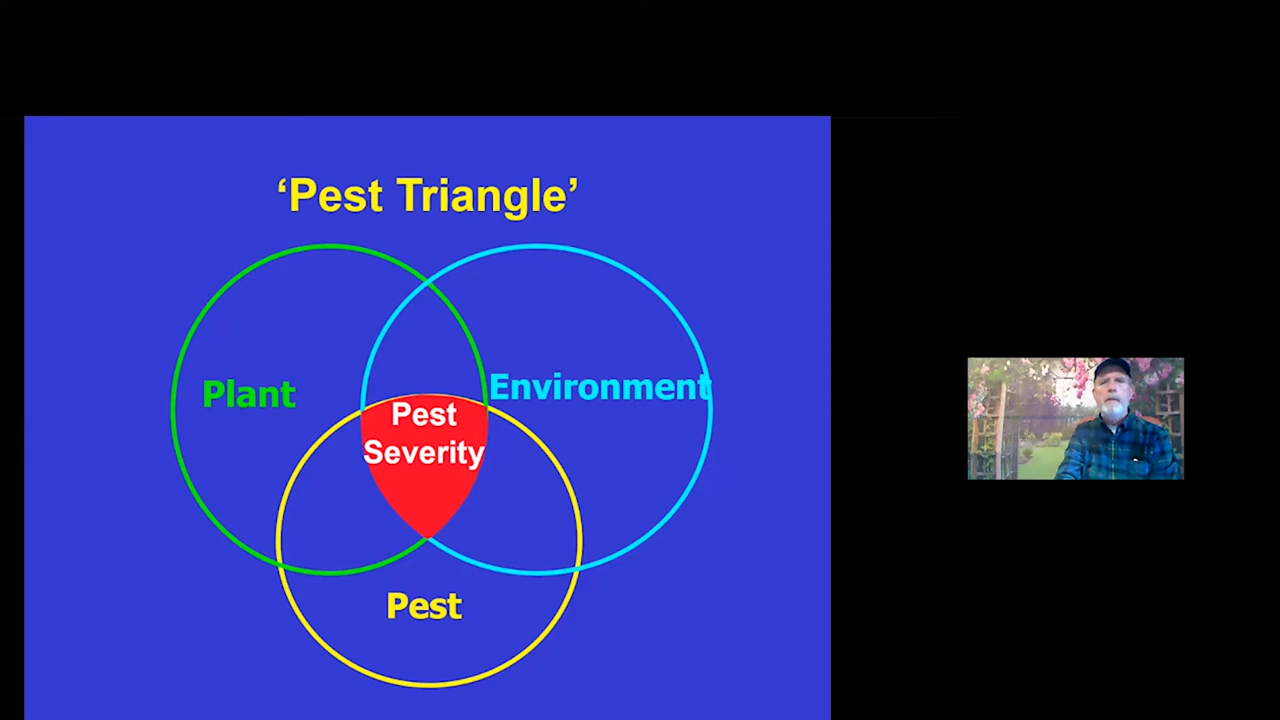 ‘Pest Triangle’
Plant
Environment
Pest
Severity
Pest